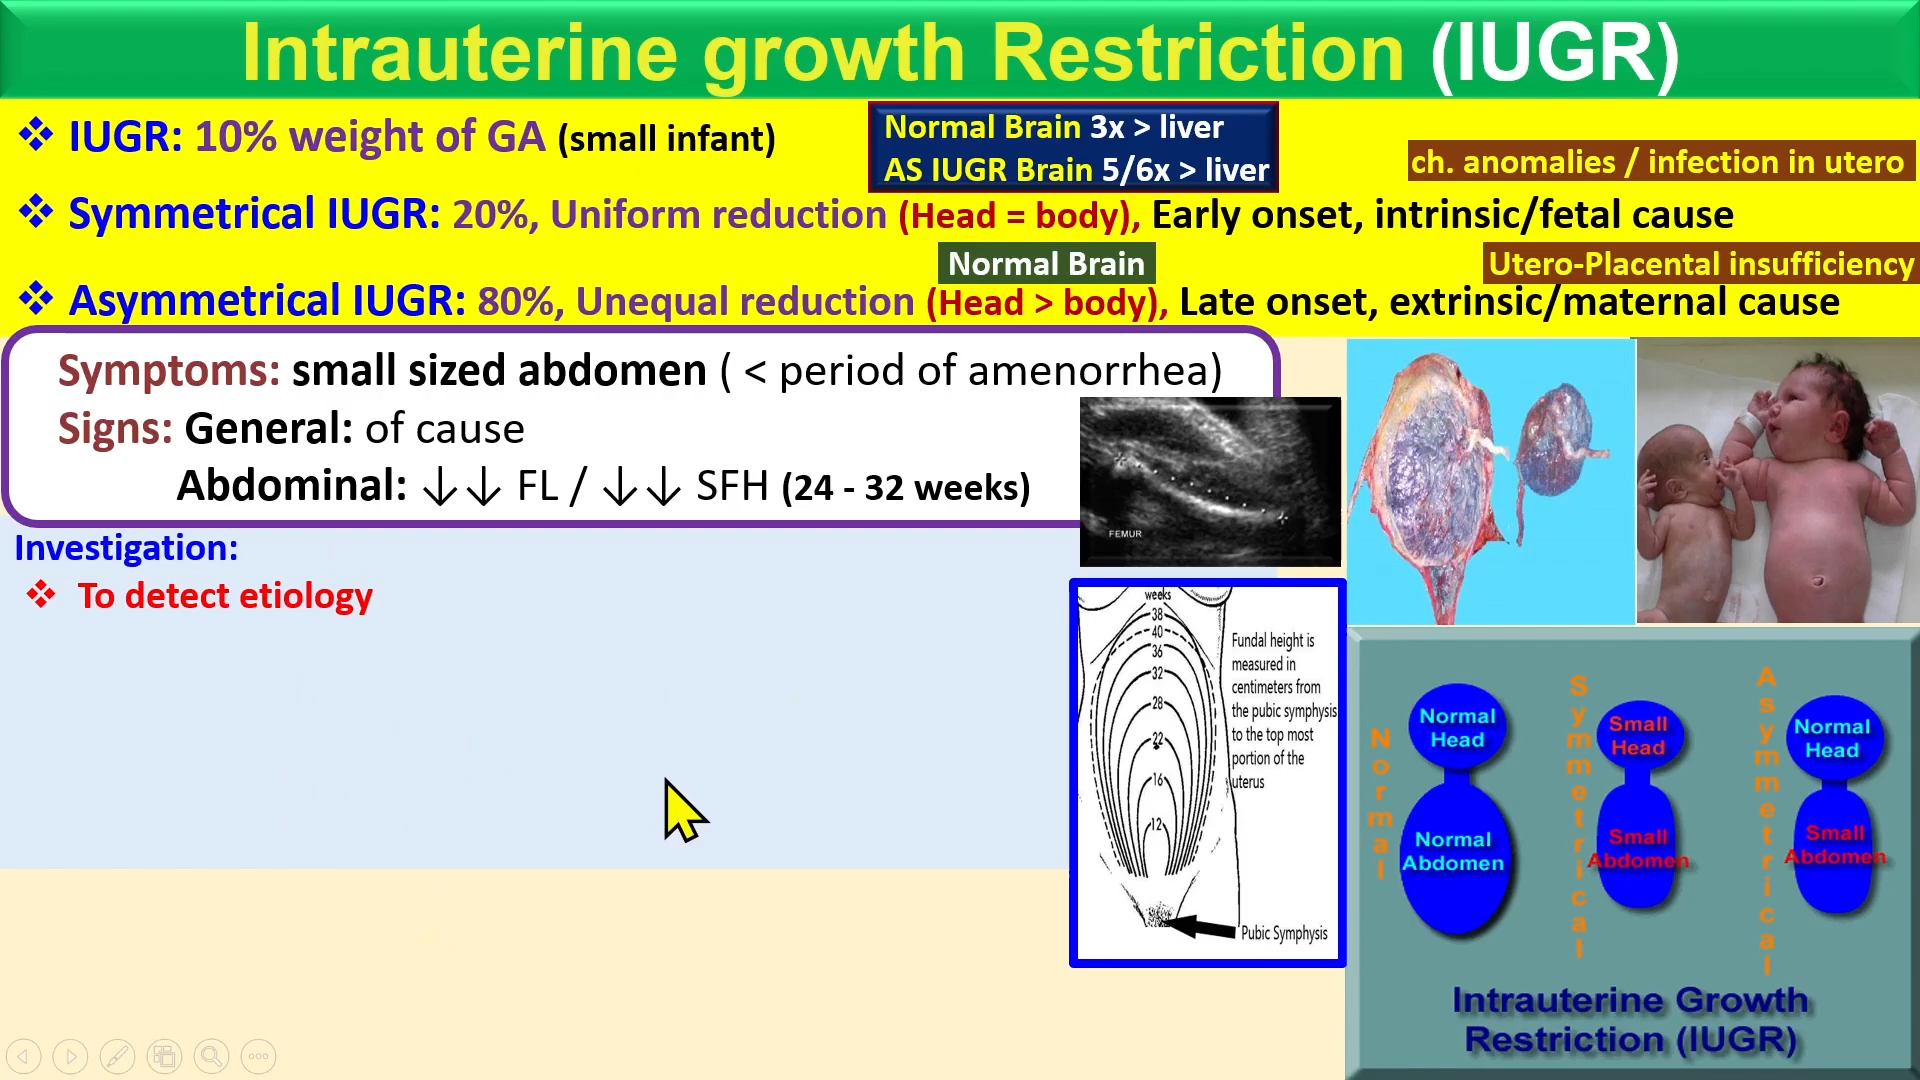 Intrauterine growth Restriction (IUGR)
❖ IUGR: 10% weight of GA (small infant)
Normal Brain 3x > liver
AS IUGR Brain 5/6x > liver
ch. anomalies / infection in utero
❖ Symmetrical IUGR: 20%, Uniform reduction (Head = body), Early onset, intrinsic/fetal cause
Normal Brain
Utero-Placental insufficiency
❖ Asymmetrical IUGR: 80%, Unequal reduction (Head > body), Late onset, extrinsic/maternal cause
Symptoms: small sized abdomen ( < period of amenorrhea)
Signs: General: of cause
Abdominal: ↓↓ FL / ↓↓ SFH (24 - 32 weeks)
FEMUR
Investigation:
❖ To detect etiology
weeks
38
40
36
32
28
22
16
12
Fundal height is
measured in
centimeters from
the pubic symphysis
to the top most
portion of the
uterus
Pubic Symphysis
Normal
Normal
Head
Normal
Abdomen
Symmetrical
Small
Head
Small
Abdomen
Asymmetrical
Normal
Head
Small
Abdomen
Intrauterine Growth
Restriction (IUGR)